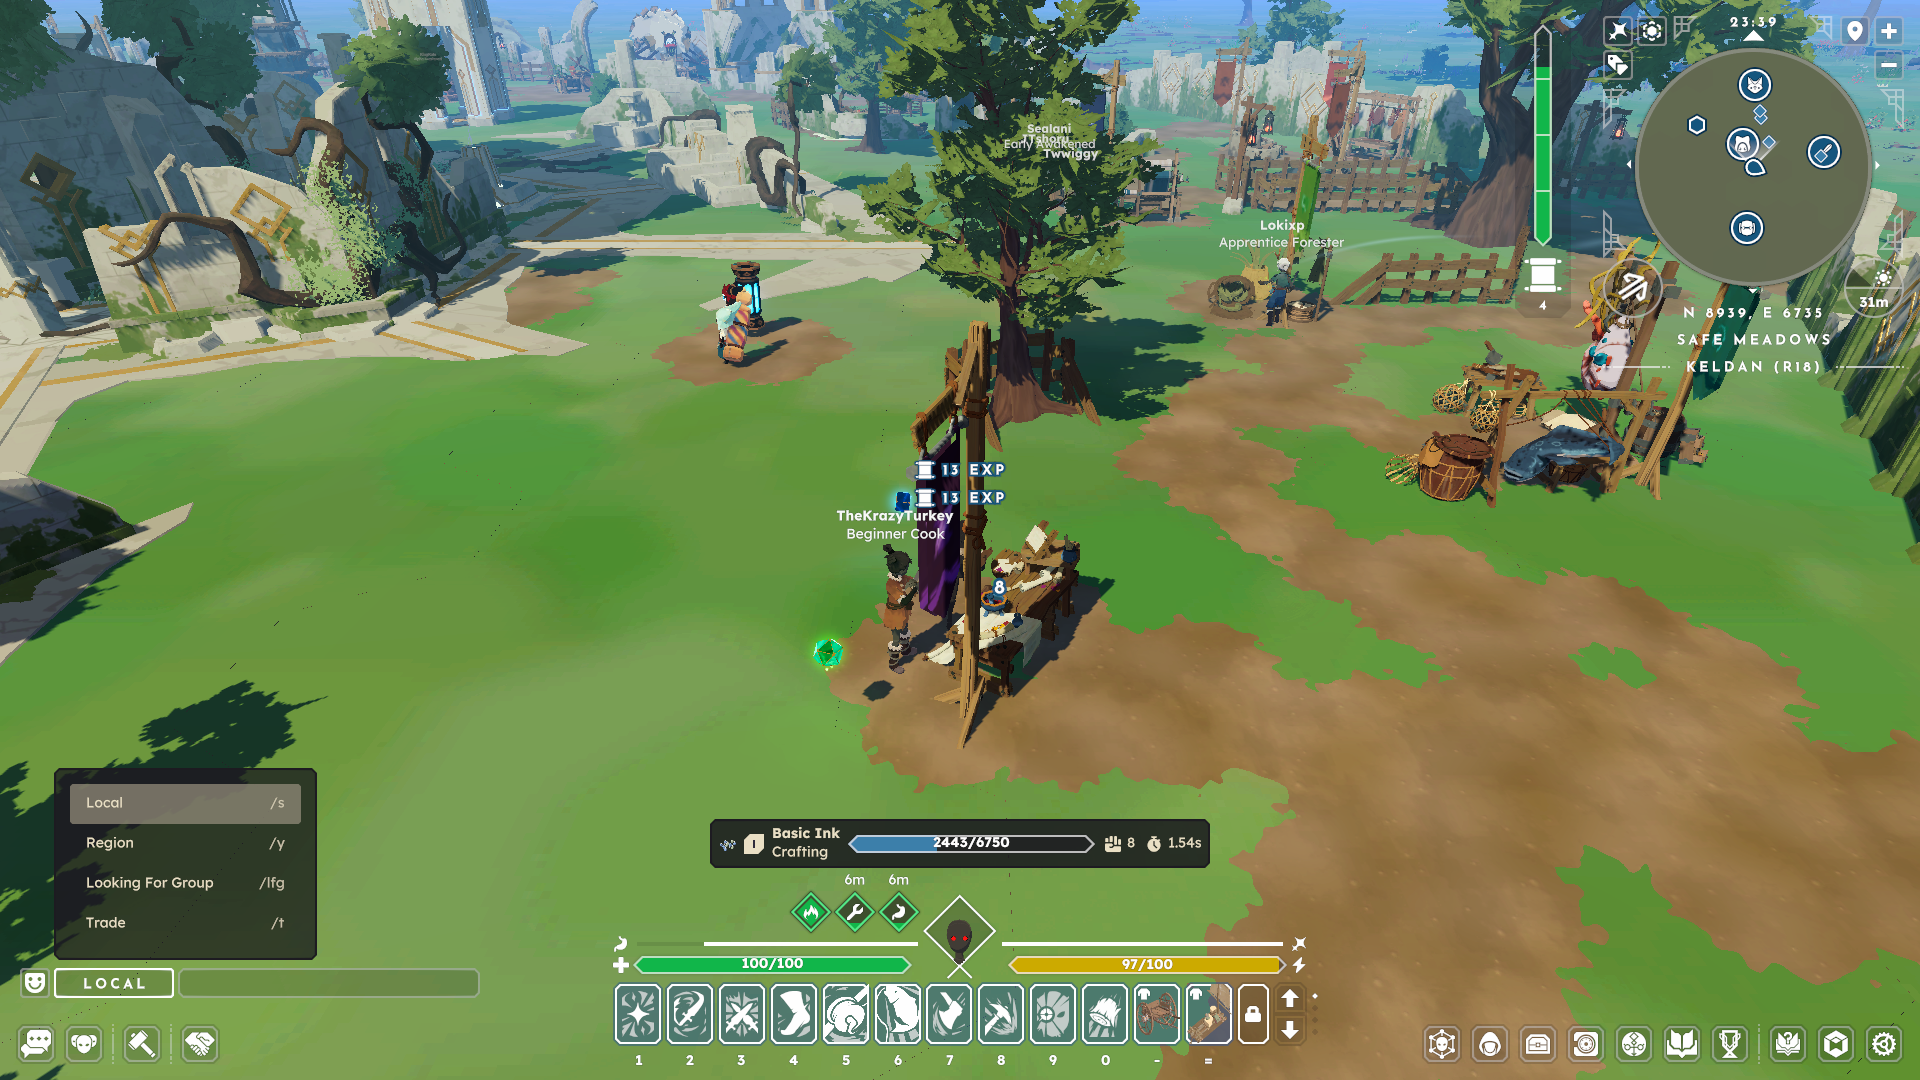 23:39
Sealani
Early Awakened
Twwiggy
Lokixp
Apprentice Forester
4
31m
N 8939, E 6735
SAFE MEADOWS
KELDAN (R18)
13 EXP
13 EXP
TheKrazyTurkey
Beginner Cook
8
Local /s
Region /y
Looking For Group /lfg
Trade /t
LOCAL
I
Basic Ink
Crafting
2443/6750
8
1.54s
6m
6m
100/100
97/100
1 2 3 4 5 6 7 8 9 0 - =